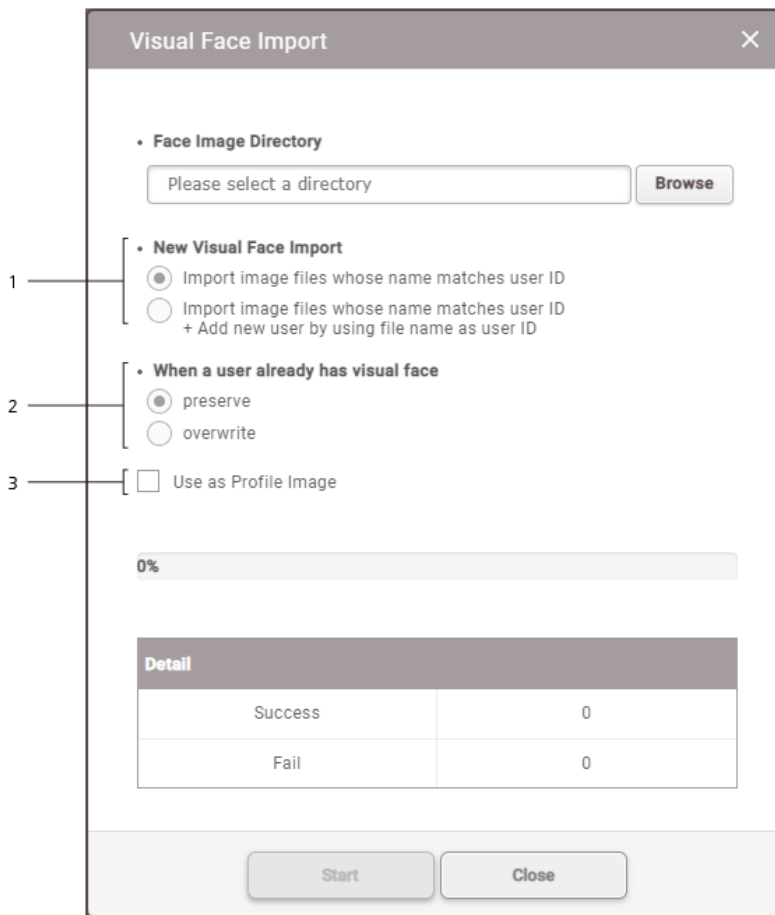 Visual Face Import
• Face Image Directory
Please select a directory
Browse
1
• New Visual Face Import
Import image files whose name matches user ID
Import image files whose name matches user ID
+ Add new user by using file name as user ID
2
• When a user already has visual face
preserve
overwrite
3
Use as Profile Image
0%
Detail
Success 0
Fail 0
Start Close